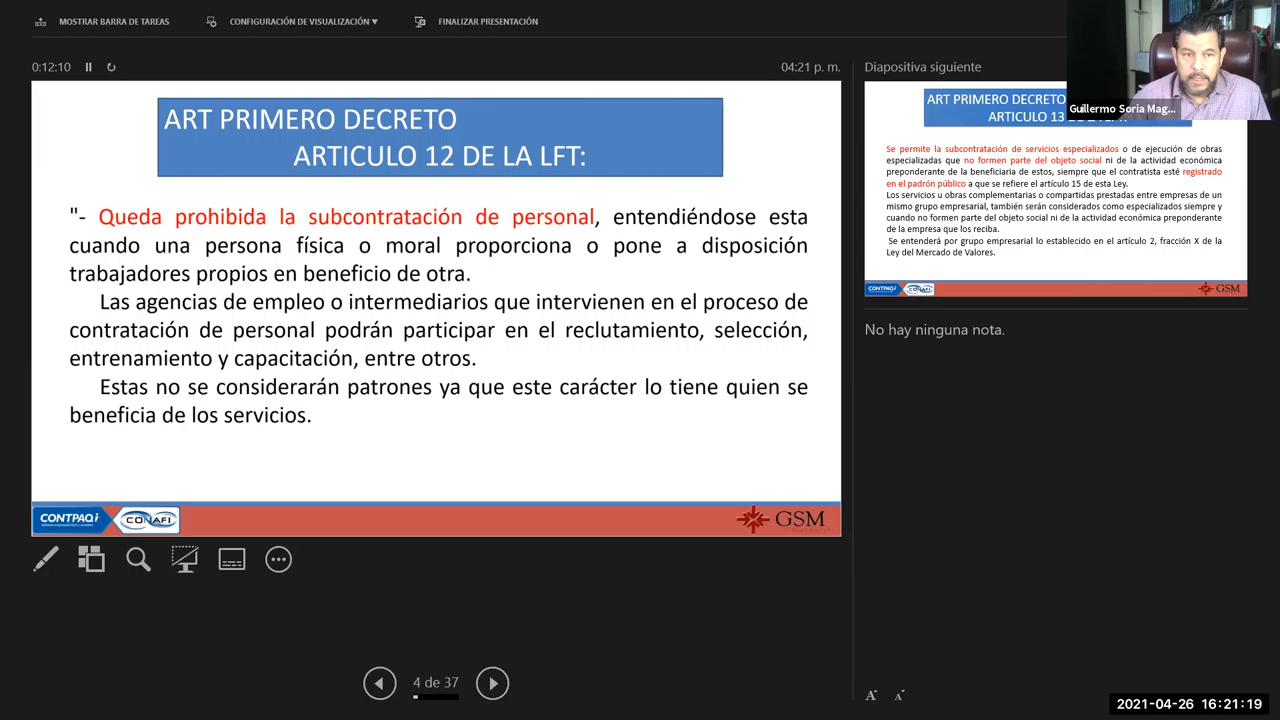 MOSTRAR BARRA DE TAREAS
CONFIGURACIÓN DE VISUALIZACIÓN ▼
FINALIZAR PRESENTACIÓN
0:12:10
04:21 p. m.
ART PRIMERO DECRETO
ARTICULO 12 DE LA LFT:
"- Queda prohibida la subcontratación de personal, entendiéndose esta
cuando una persona física o moral proporciona o pone a disposición
trabajadores propios en beneficio de otra.
Las agencias de empleo o intermediarios que intervienen en el proceso de
contratación de personal podrán participar en el reclutamiento, selección,
entrenamiento y capacitación, entre otros.
Estas no se considerarán patrones ya que este carácter lo tiene quien se
beneficia de los servicios.
CONTPAQi
CONAFI
GSM
4 de 37
Diapositiva siguiente
Guillermo Soria Mag...
ART PRIMERO DECRETO
ARTICULO 13
Se permite la subcontratación de servicios especializados o de ejecución de obras
especializadas que no formen parte del objeto social ni de la actividad económica
preponderante de la beneficiaria de estos, siempre que el contratista esté registrado
en el padrón público a que se refiere el artículo 15 de esta Ley.
Los servicios u obras complementarias o compartidas prestadas entre empresas de un
mismo grupo empresarial, también serán considerados como especializados siempre y
cuando no formen parte del objeto social ni de la actividad económica preponderante
de la empresa que los reciba.
Se entenderá por grupo empresarial lo establecido en el artículo 2, fracción X de la
Ley del Mercado de Valores.
CONTPAQi
CONAFI
GSM
No hay ninguna nota.
A A
2021-04-26 16:21:19